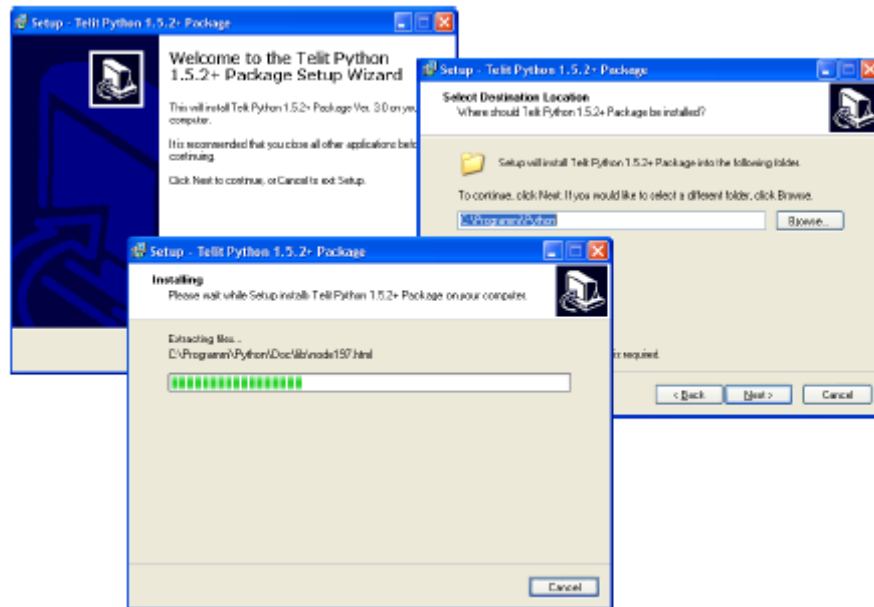 Setup - Telit Python 1.5.2+ Package
Welcome to the Telit Python
1.5.2+ Package Setup Wizard
This will install Telit Python 1.5.2+ Package Ver. 3.0 on you
computer.
It is recommended that you close all other applications befo
continuing.
Click Next to continue, or Cancel to exit Setup.
Setup - Telit Python 1.5.2+ Package
Select Destination Location
Where should Telit Python 1.5.2+ Package be installed?
Setup will install Telit Python 1.5.2+ Package into the following folder.
To continue, click Next. If you would like to select a different folder, click Browse.
C:\Programmi\Python
Browse...
is required.
< Back
Next >
Cancel
Setup - Telit Python 1.5.2+ Package
Installing
Please wait while Setup installs Telit Python 1.5.2+ Package on your computer.
Extracting files...
C:\Programmi\Python\Doc\lib\node197.html
Cancel